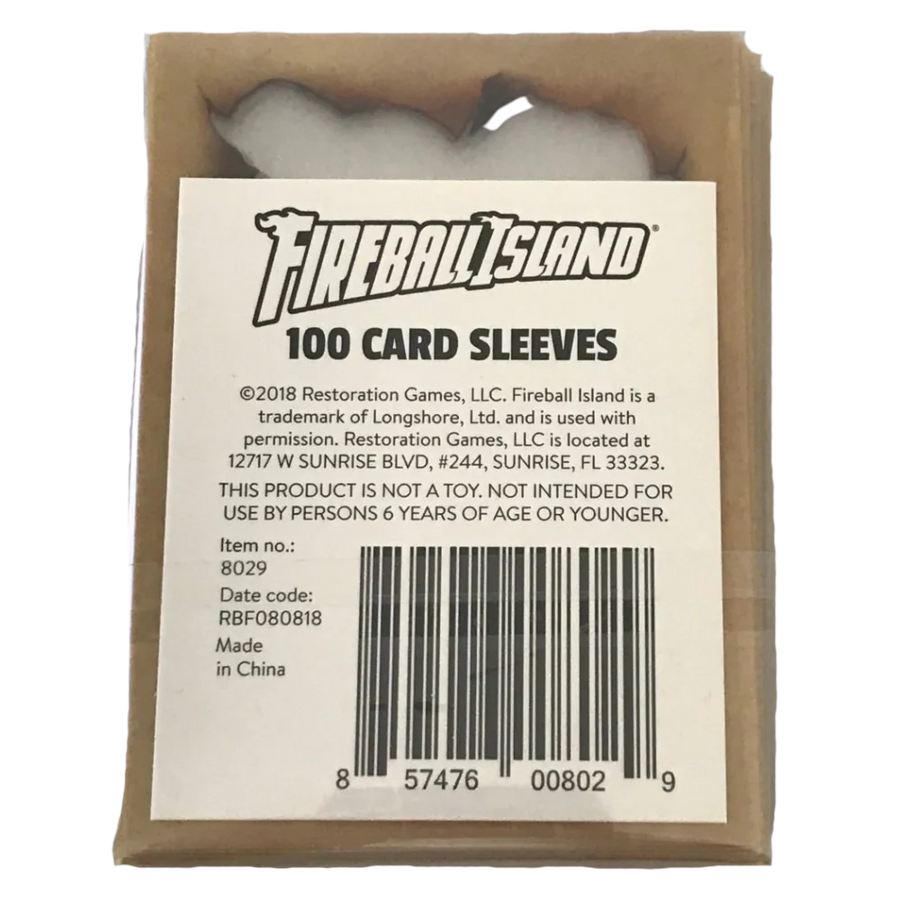 FIREBALL ISLAND®
100 CARD SLEEVES
©2018 Restoration Games, LLC. Fireball Island is a
trademark of Longshore, Ltd. and is used with
permission. Restoration Games, LLC is located at
12717 W SUNRISE BLVD, #244, SUNRISE, FL 33323.
THIS PRODUCT IS NOT A TOY. NOT INTENDED FOR
USE BY PERSONS 6 YEARS OF AGE OR YOUNGER.
Item no.:
8029
Date code:
RBF080818
Made
in China
8 57476 00802 9